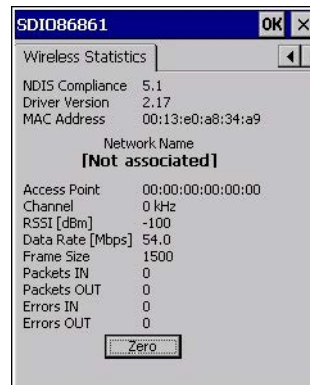 SDIO86861 OK ×
Wireless Statistics
NDIS Compliance 5.1
Driver Version 2.17
MAC Address 00:13:e0:a8:34:a9
Network Name
[Not associated]
Access Point 00:00:00:00:00:00
Channel 0 kHz
RSSI [dBm] -100
Data Rate [Mbps] 54.0
Frame Size 1500
Packets IN 0
Packets OUT 0
Errors IN 0
Errors OUT 0
Zero